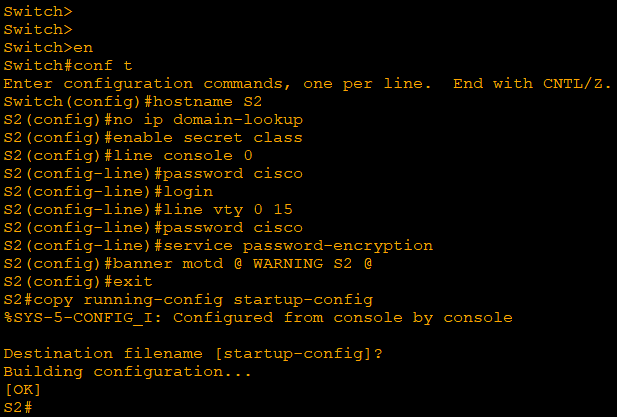 Switch>
Switch>
Switch>en
Switch#conf t
Enter configuration commands, one per line.  End with CNTL/Z.
Switch(config)#hostname S2
S2(config)#no ip domain-lookup
S2(config)#enable secret class
S2(config)#line console 0
S2(config-line)#password cisco
S2(config-line)#login
S2(config-line)#line vty 0 15
S2(config-line)#password cisco
S2(config-line)#service password-encryption
S2(config)#banner motd @ WARNING S2 @
S2(config)#exit
S2#copy running-config startup-config
%SYS-5-CONFIG_I: Configured from console by console
Destination filename [startup-config]?
Building configuration...
[OK]
S2#